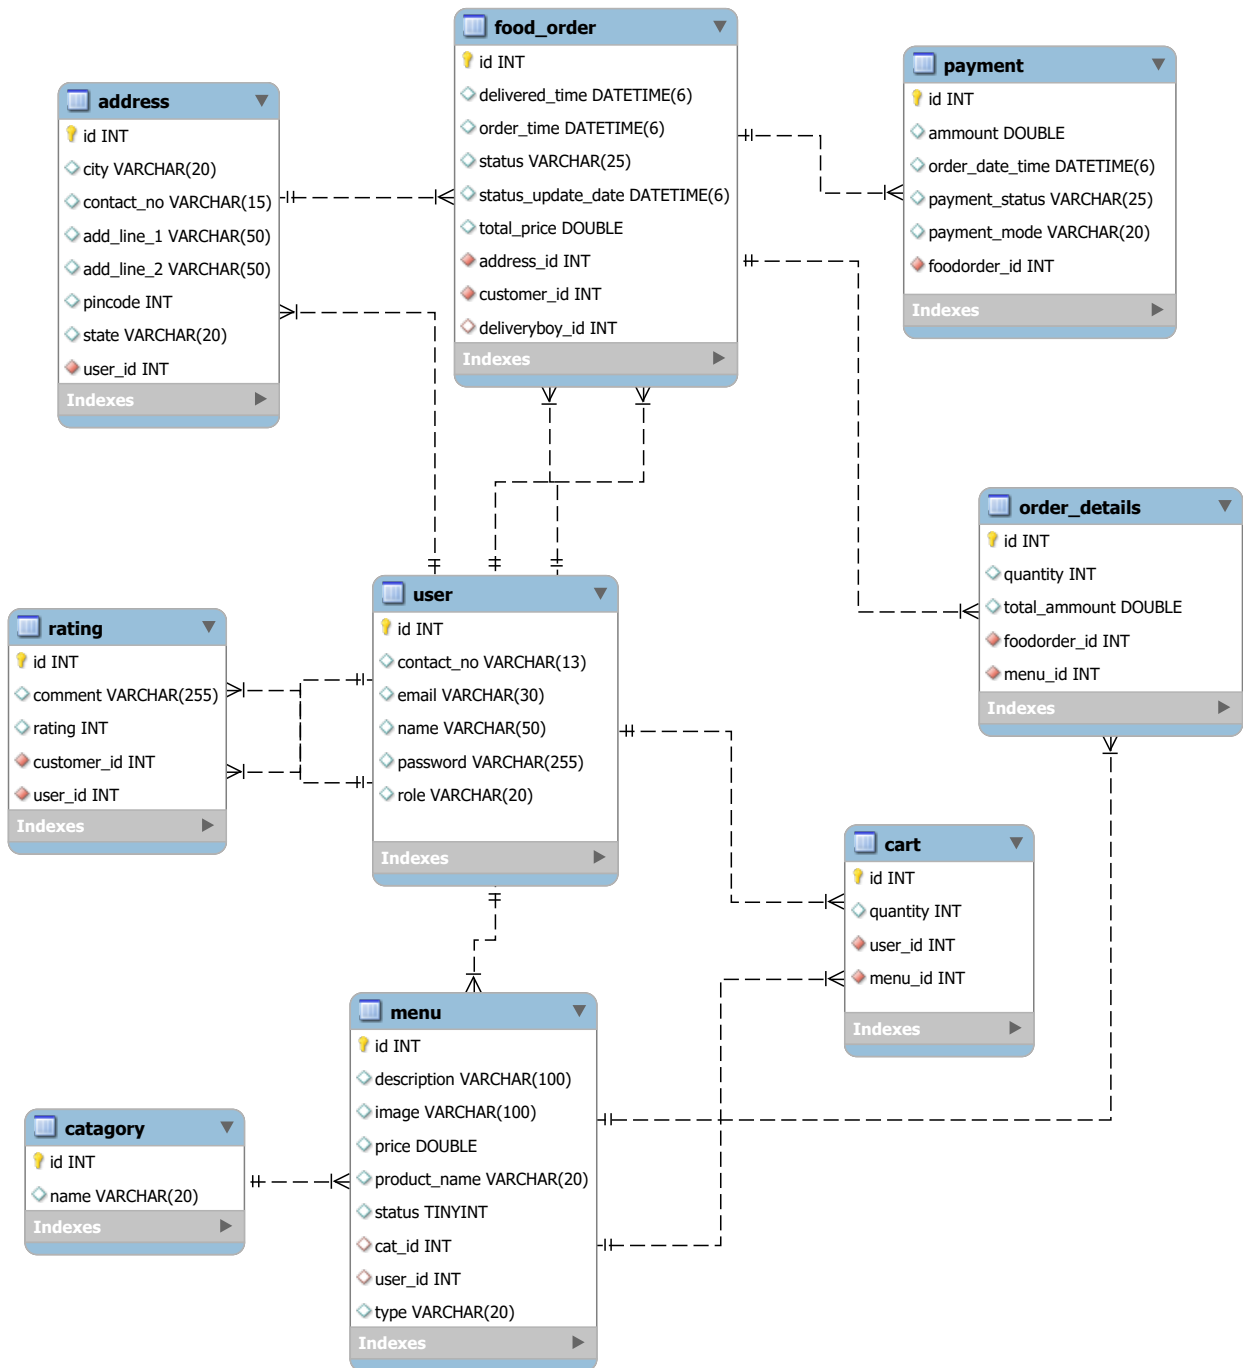 food_order
id INT
delivered_time DATETIME(6)
order_time DATETIME(6)
status VARCHAR(25)
status_update_date DATETIME(6)
total_price DOUBLE
address_id INT
customer_id INT
deliveryboy_id INT
Indexes
payment
id INT
ammount DOUBLE
order_date_time DATETIME(6)
payment_status VARCHAR(25)
payment_mode VARCHAR(20)
foodorder_id INT
Indexes
address
id INT
city VARCHAR(20)
contact_no VARCHAR(15)
add_line_1 VARCHAR(50)
add_line_2 VARCHAR(50)
pincode INT
state VARCHAR(20)
user_id INT
Indexes
order_details
id INT
quantity INT
total_ammount DOUBLE
foodorder_id INT
menu_id INT
Indexes
user
id INT
contact_no VARCHAR(13)
email VARCHAR(30)
name VARCHAR(50)
password VARCHAR(255)
role VARCHAR(20)
Indexes
rating
id INT
comment VARCHAR(255)
rating INT
customer_id INT
user_id INT
Indexes
cart
id INT
quantity INT
user_id INT
menu_id INT
Indexes
menu
id INT
description VARCHAR(100)
image VARCHAR(100)
price DOUBLE
product_name VARCHAR(20)
status TINYINT
cat_id INT
user_id INT
type VARCHAR(20)
Indexes
catagory
id INT
name VARCHAR(20)
Indexes